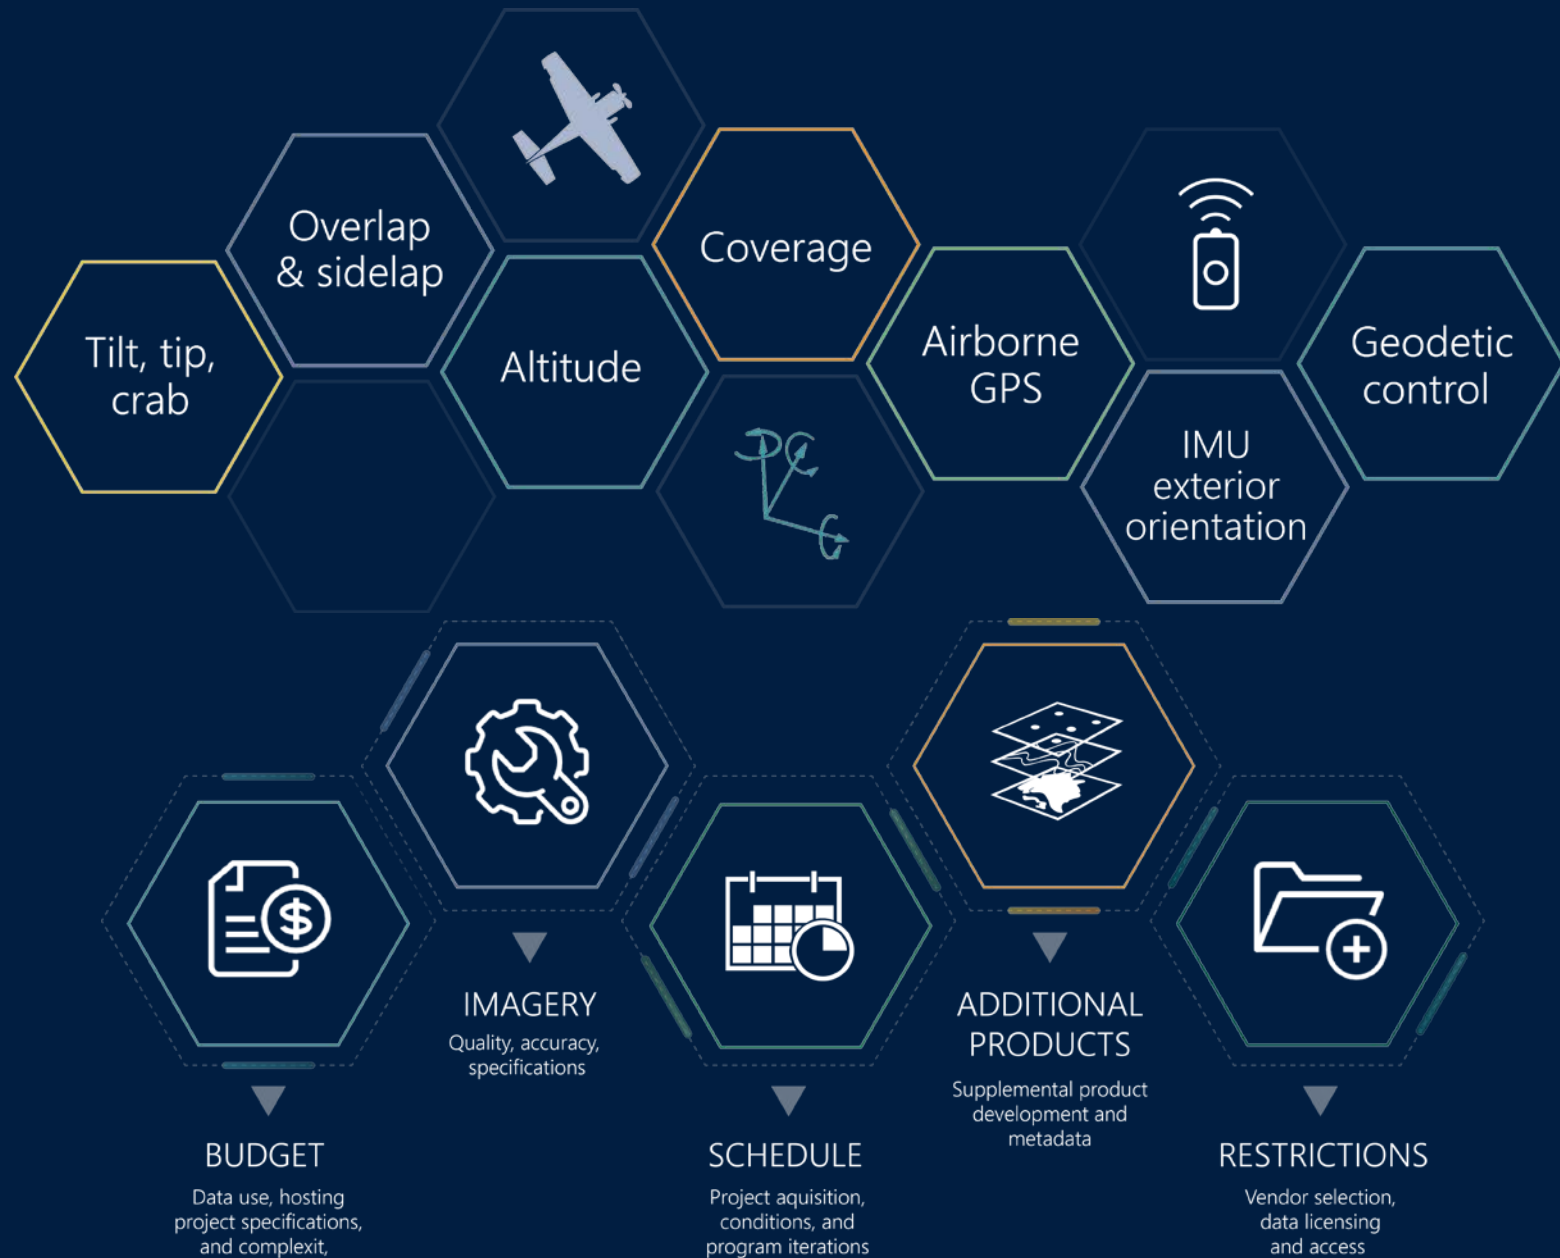 Overlap
& sidelap
Coverage
Tilt, tip,
crab
Altitude
Airborne
GPS
Geodetic
control
IMU
exterior
orientation
$
IMAGERY
Quality, accuracy,
specifications
ADDITIONAL
PRODUCTS
Supplemental product
development and
metadata
BUDGET
Data use, hosting
project specifications,
and complexit,
SCHEDULE
Project aquisition,
conditions, and
program iterations
RESTRICTIONS
Vendor selection,
data licensing
and access